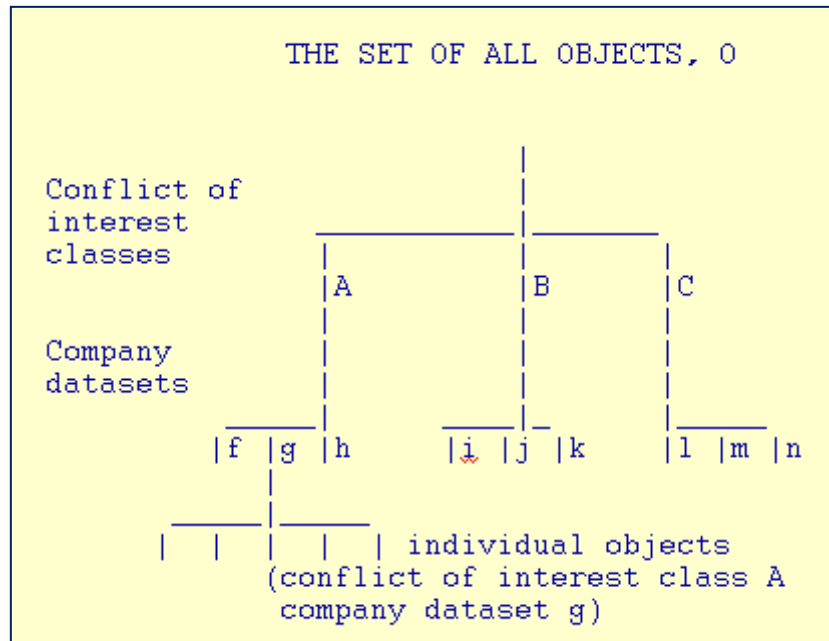 THE SET OF ALL OBJECTS, O
Conflict of
interest
classes
A B C
Company
datasets
f g h i j k l m n
individual objects
(conflict of interest class A
company dataset g)